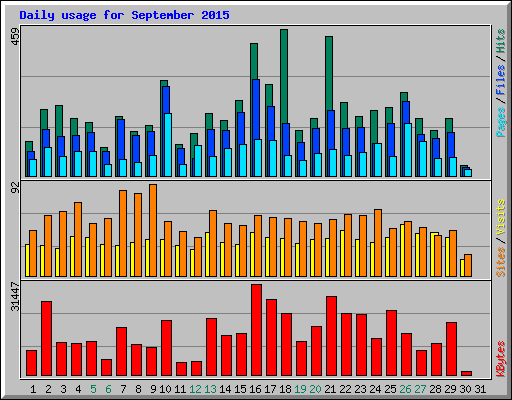 Daily usage for September 2015
459
Pages / Files / Hits
92
Sites / Visits
31447
KBytes
1 2 3 4 5 6 7 8 9 10 11 12 13 14 15 16 17 18 19 20 21 22 23 24 25 26 27 28 29 30 31